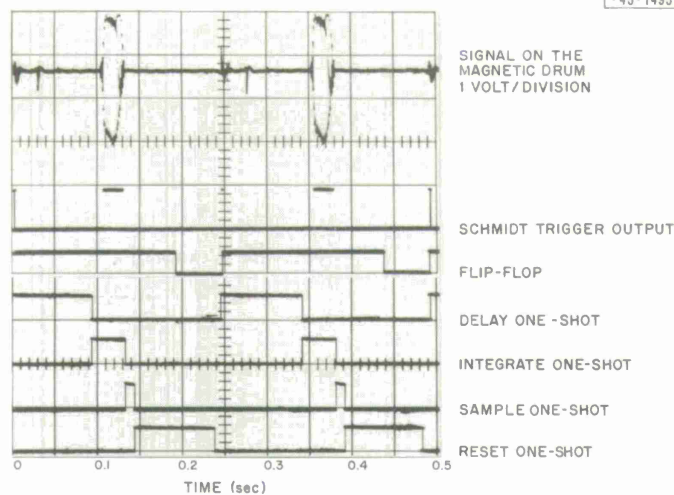 SIGNAL ON THE
MAGNETIC DRUM
1 VOLT/DIVISION
SCHMIDT TRIGGER OUTPUT
FLIP-FLOP
DELAY ONE-SHOT
INTEGRATE ONE-SHOT
SAMPLE ONE-SHOT
RESET ONE-SHOT
0 0.1 0.2 0.3 0.4 0.5
TIME (sec)